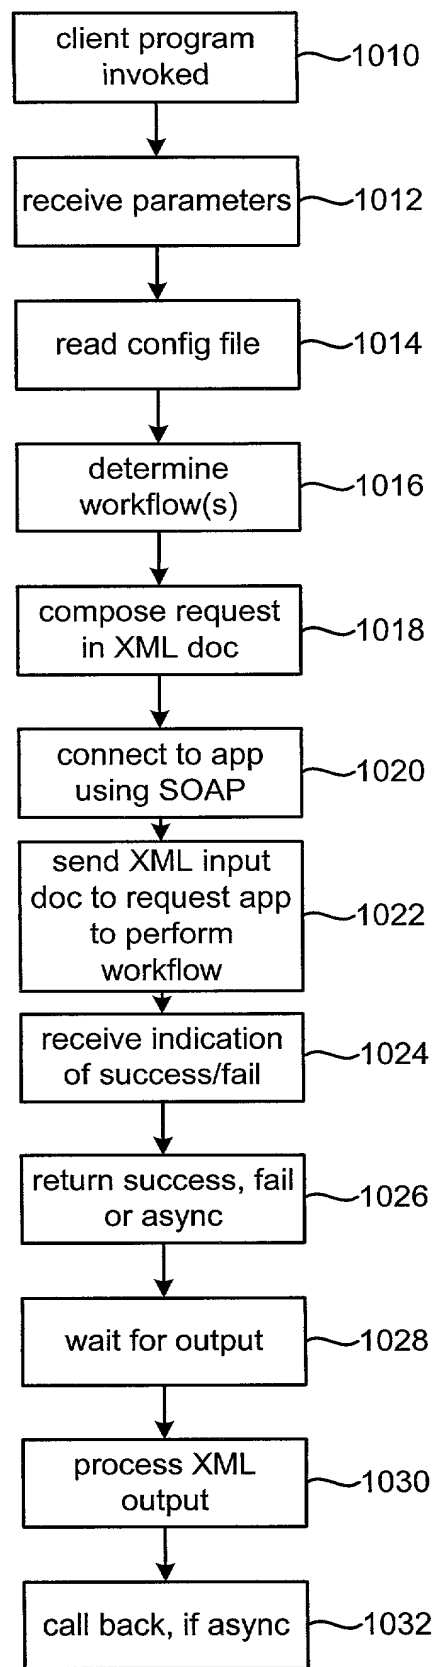 client program
invoked
1010
receive parameters
1012
read config file
1014
determine
workflow(s)
1016
compose request
in XML doc
1018
connect to app
using SOAP
1020
send XML input
doc to request app
to perform
workflow
1022
receive indication
of success/fail
1024
return success, fail
or async
1026
wait for output
1028
process XML
output
1030
call back, if async
1032